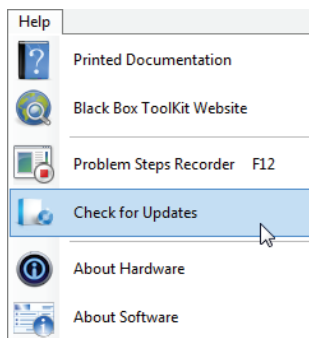 Help
Printed Documentation
Black Box ToolKit Website
Problem Steps Recorder F12
Check for Updates
About Hardware
About Software